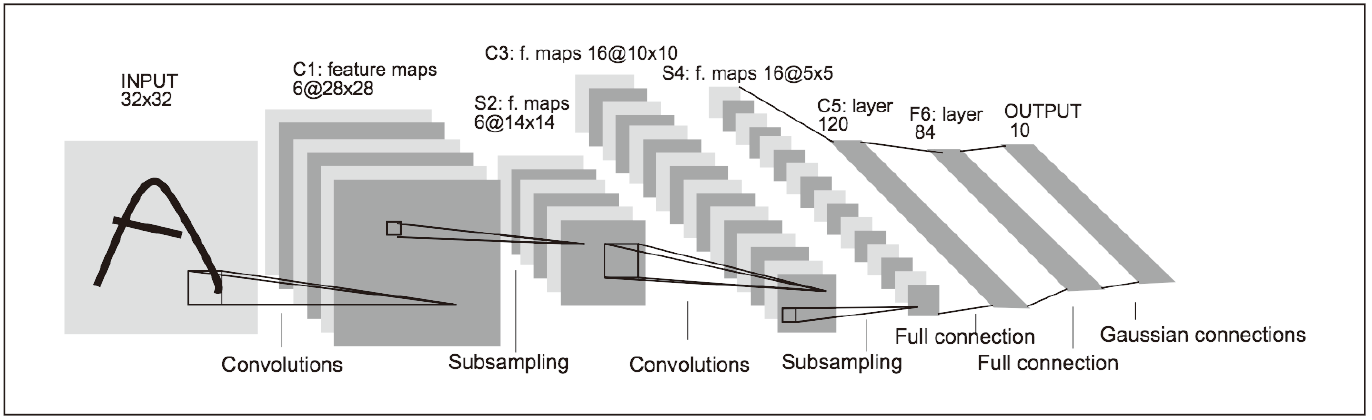 INPUT
32x32
C1: feature maps
6@28x28
S2: f. maps
6@14x14
C3: f. maps 16@10x10
S4: f. maps 16@5x5
C5: layer
120
F6: layer
84
OUTPUT
10
Convolutions
Subsampling
Convolutions
Subsampling
Full connection
Full connection
Gaussian connections